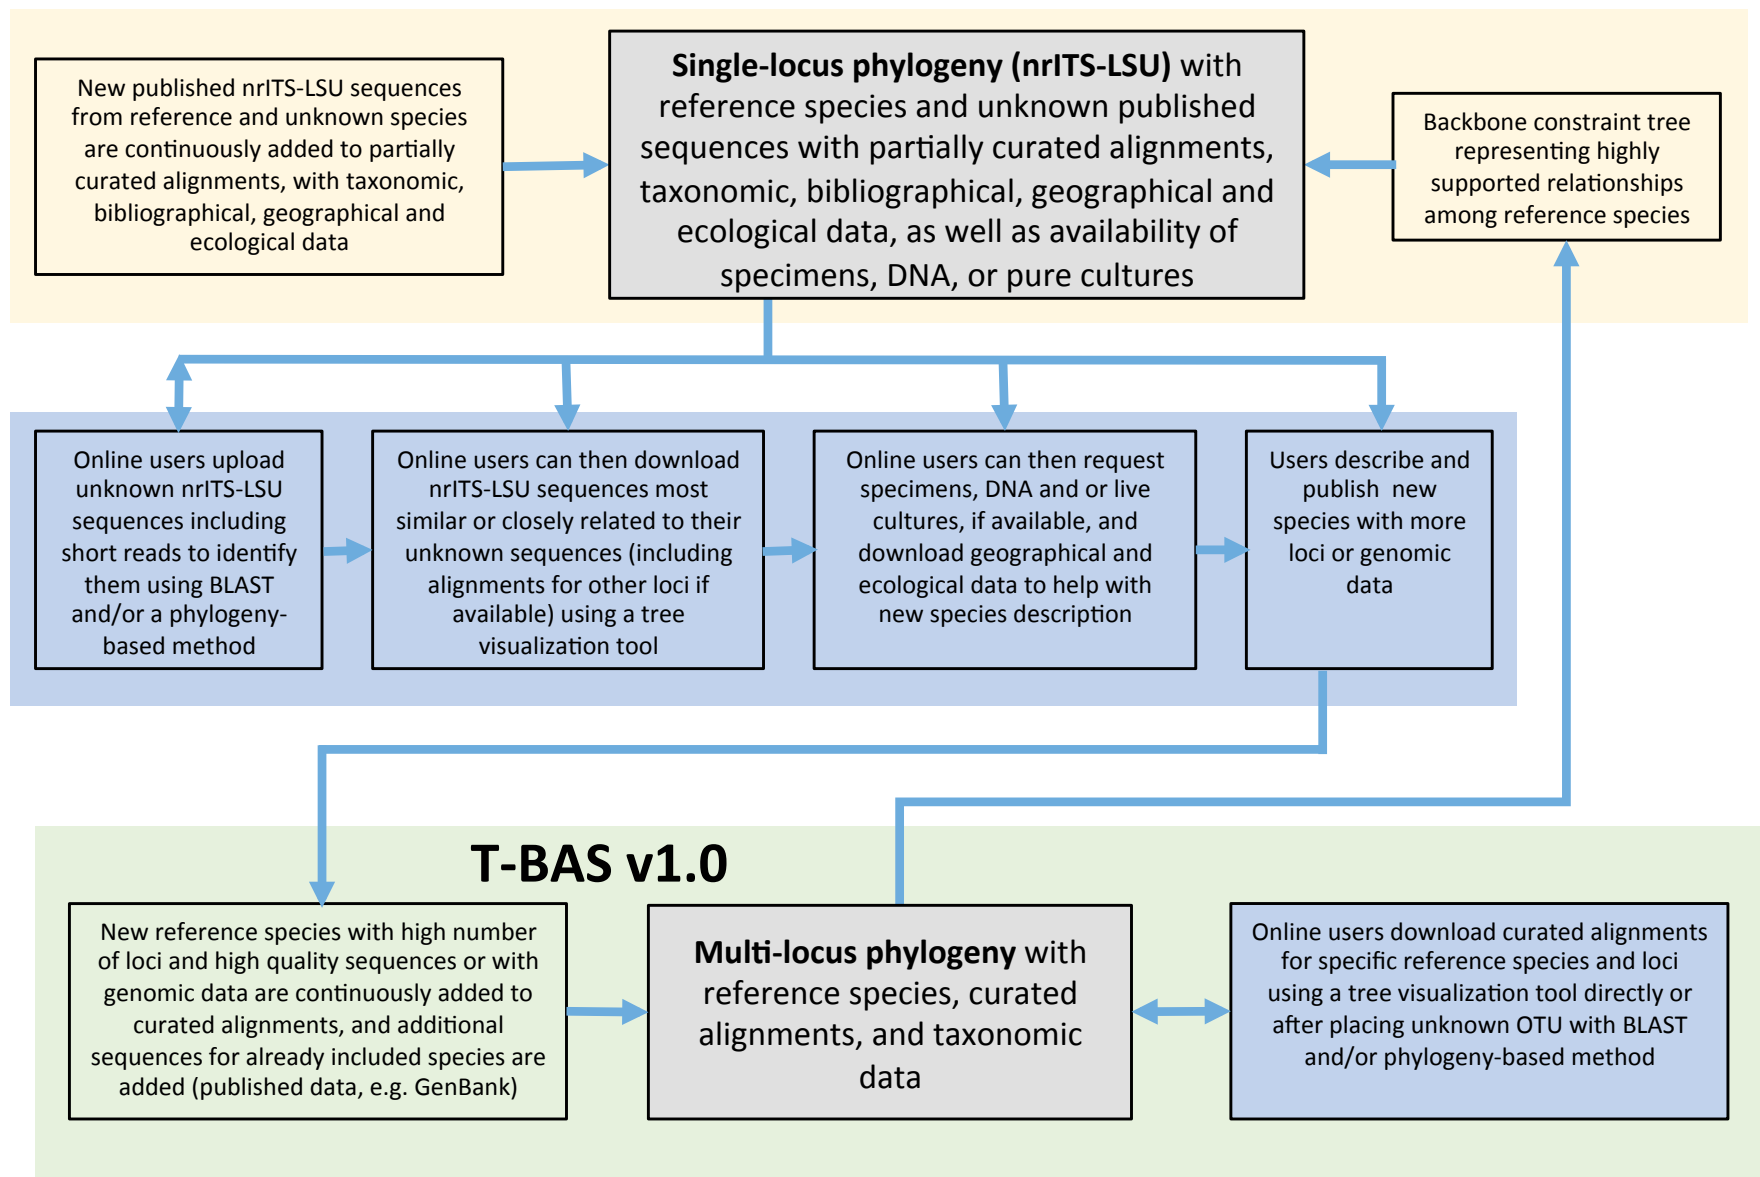 New published nrITS-LSU sequences
from reference and unknown species
are continuously added to partially
curated alignments, with taxonomic,
bibliographical, geographical and
ecological data
Single-locus phylogeny (nrITS-LSU) with
reference species and unknown published
sequences with partially curated alignments,
taxonomic, bibliographical, geographical and
ecological data, as well as availability of
specimens, DNA, or pure cultures
Backbone constraint tree
representing highly
supported relationships
among reference species
Online users upload
unknown nrITS-LSU
sequences including
short reads to identify
them using BLAST
and/or a phylogeny-
based method
Online users can then download
nrITS-LSU sequences most
similar or closely related to their
unknown sequences (including
alignments for other loci if
available) using a tree
visualization tool
Online users can then request
specimens, DNA and or live
cultures, if available, and
download geographical and
ecological data to help with
new species description
Users describe and
publish new
species with more
loci or genomic
data
T-BAS v1.0
New reference species with high number
of loci and high quality sequences or with
genomic data are continuously added to
curated alignments, and additional
sequences for already included species are
added (published data, e.g. GenBank)
Multi-locus phylogeny with
reference species, curated
alignments, and taxonomic
data
Online users download curated alignments
for specific reference species and loci
using a tree visualization tool directly or
after placing unknown OTU with BLAST
and/or phylogeny-based method